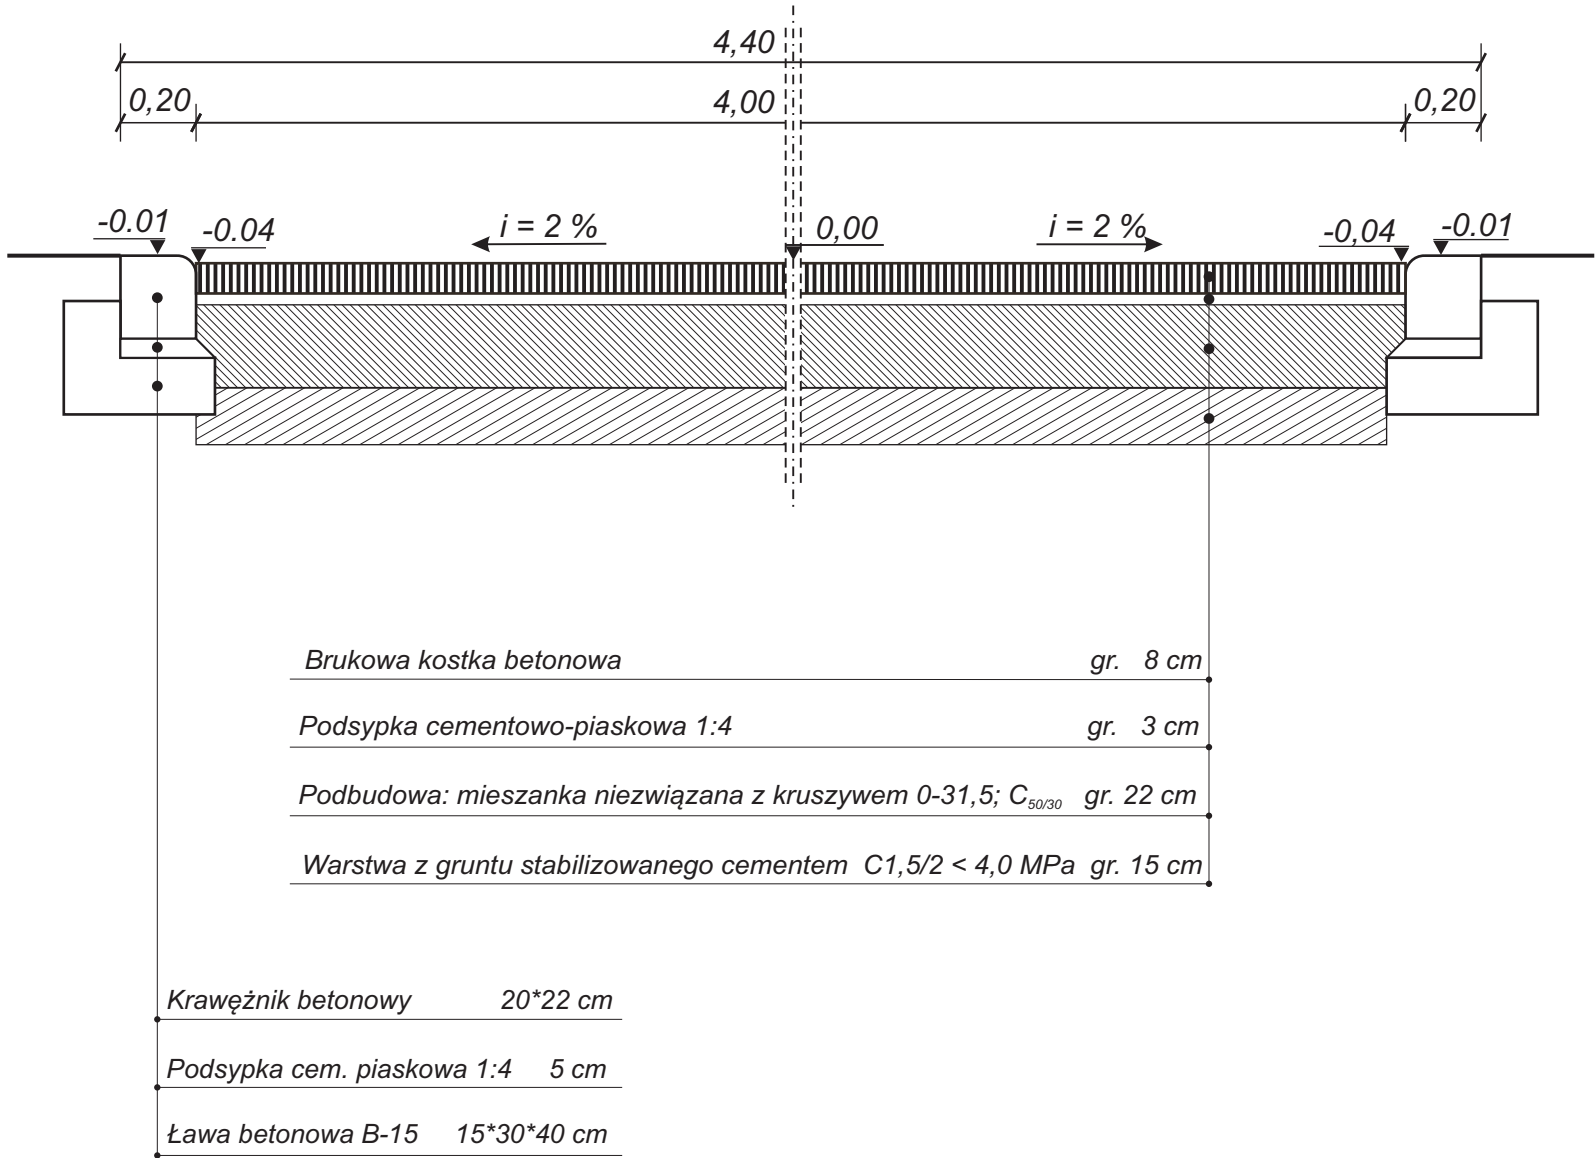 4,40
0,20 4,00 0,20
-0.01 -0.04 i = 2 % 0,00 i = 2 % -0,04 -0.01
Brukowa kostka betonowa gr. 8 cm
Podsypka cementowo-piaskowa 1:4 gr. 3 cm
Podbudowa: mieszanka niezwiązana z kruszywem 0-31,5; C50/30 gr. 22 cm
Warstwa z gruntu stabilizowanego cementem C1,5/2 < 4,0 MPa gr. 15 cm
Krawężnik betonowy 20*22 cm
Podsypka cem. piaskowa 1:4 5 cm
Ława betonowa B-15 15*30*40 cm